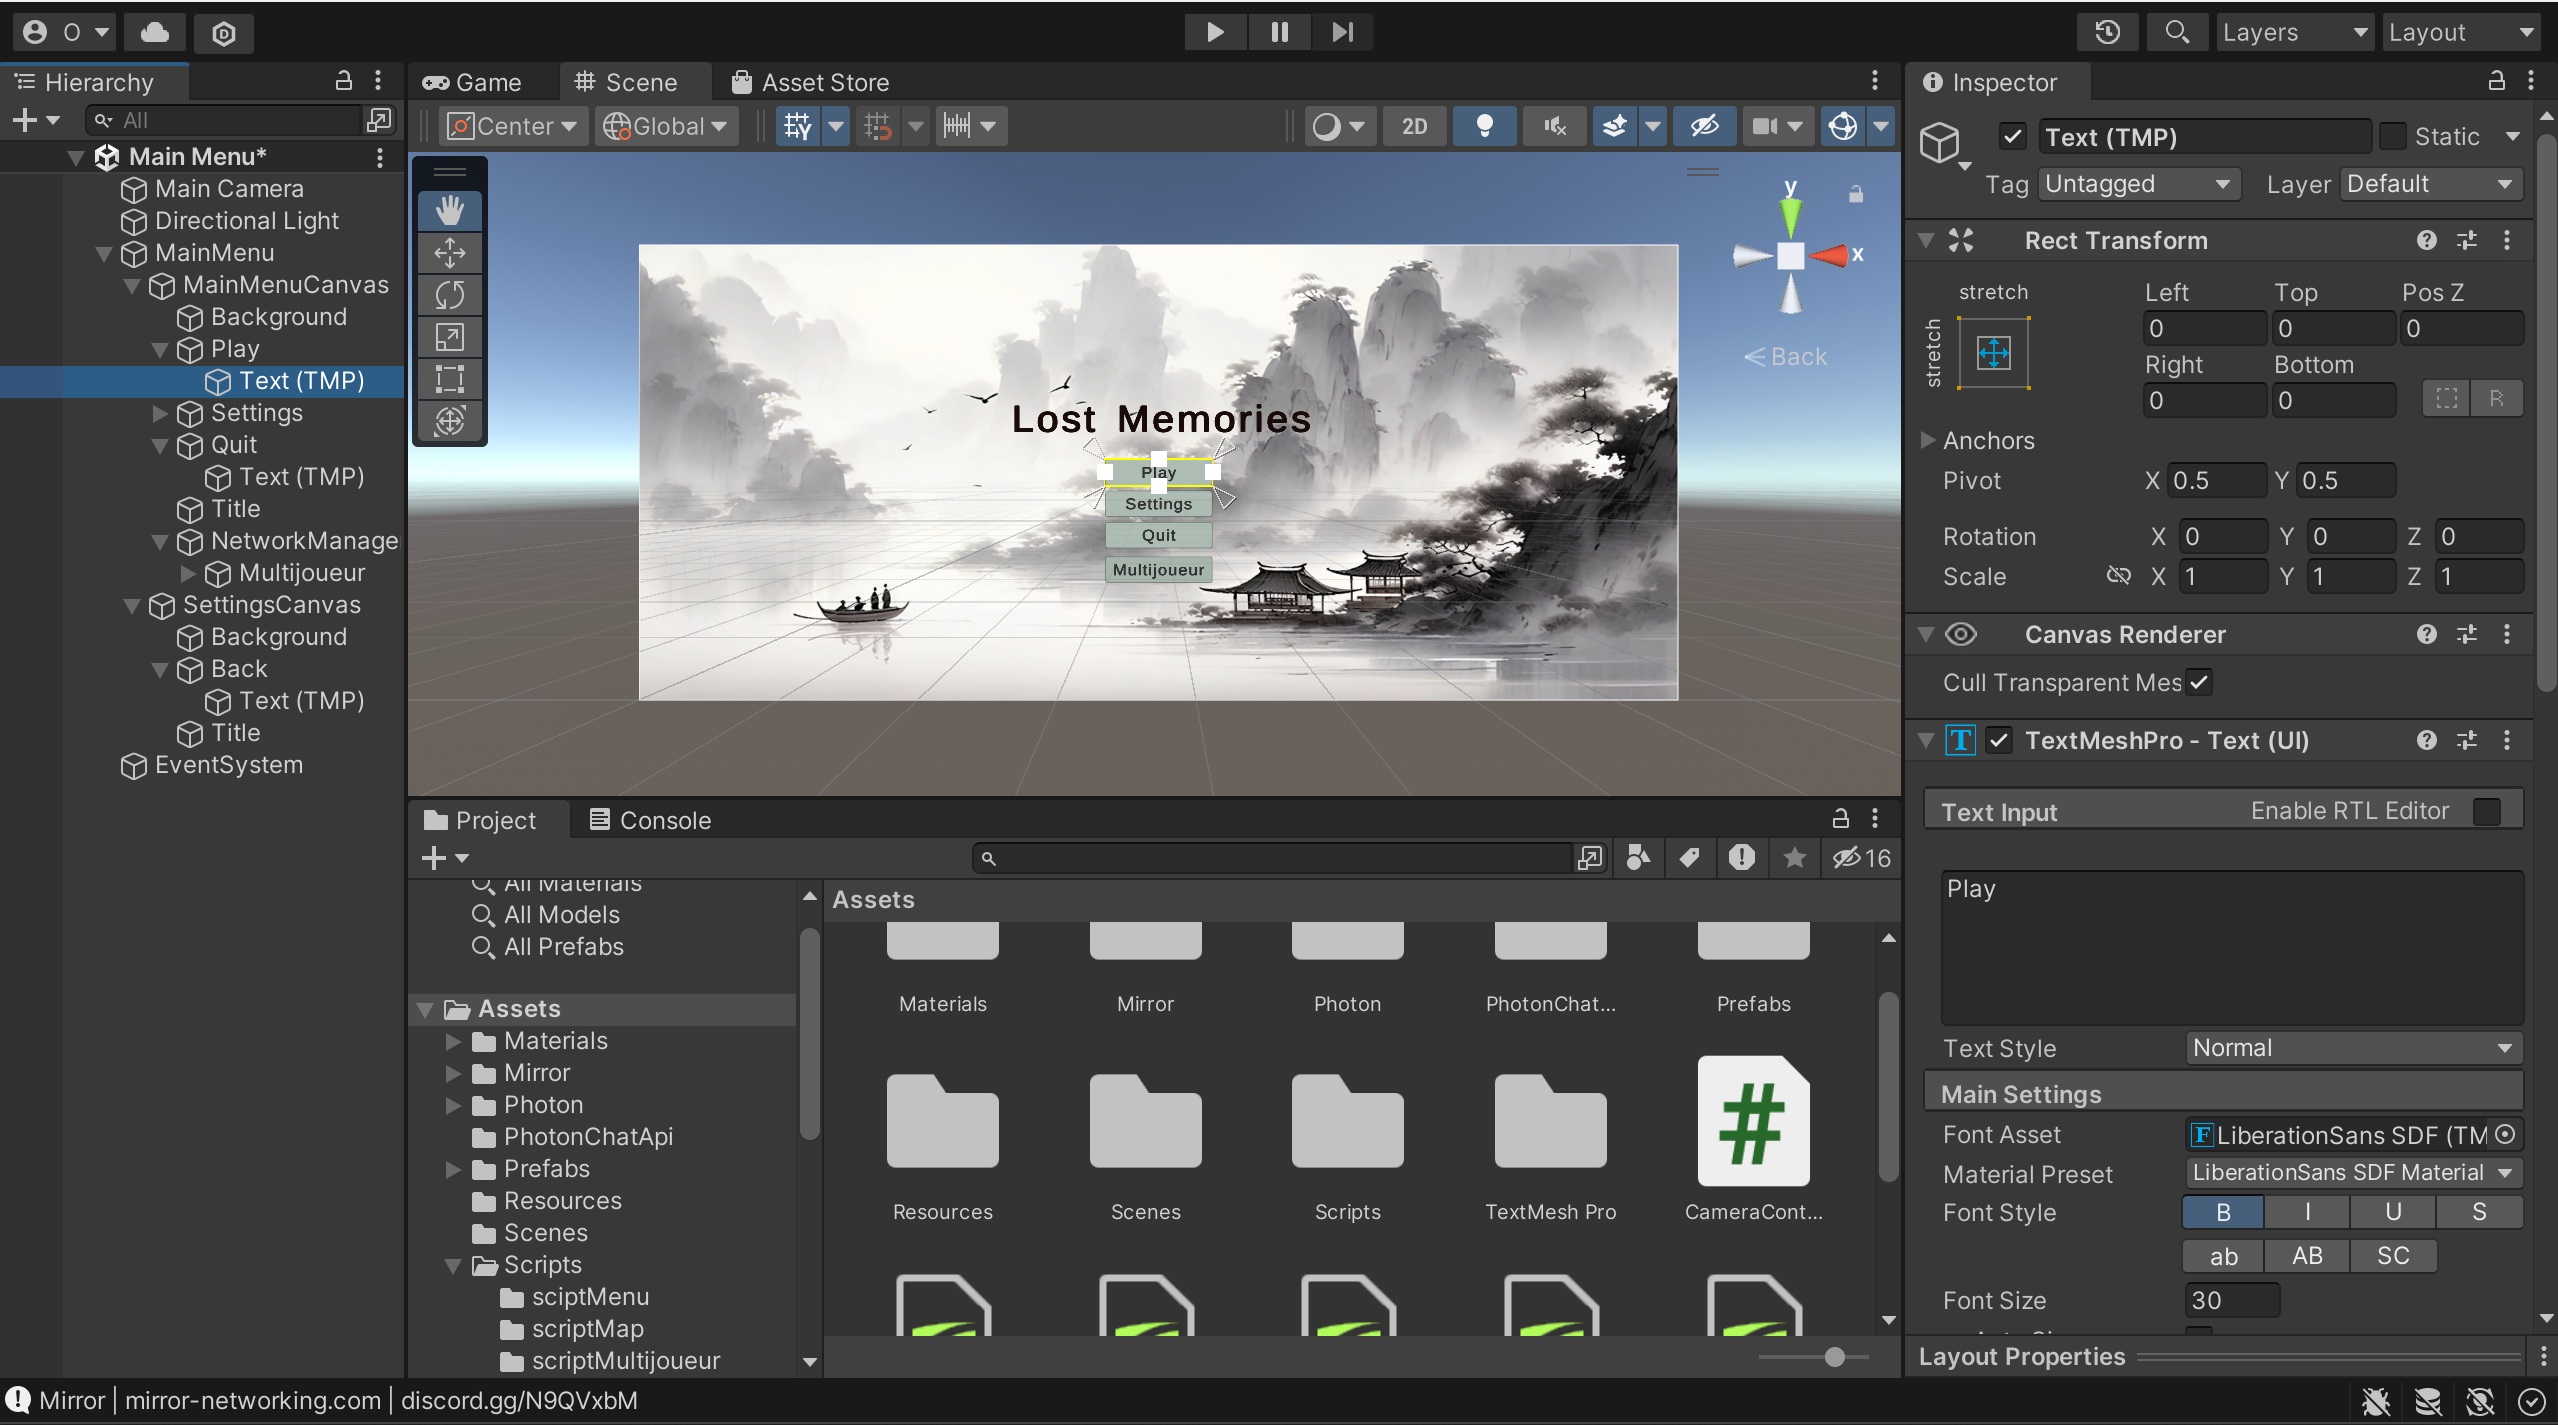 O
Layers
Layout
Hierarchy
All
Main Menu*
Main Camera
Directional Light
MainMenu
MainMenuCanvas
Background
Play
Text (TMP)
Settings
Quit
Text (TMP)
Title
NetworkManage
Multijoueur
SettingsCanvas
Background
Back
Text (TMP)
Title
EventSystem
Game
Scene
Asset Store
Center
Global
2D
y
x
Back
Lost Memories
Play
Settings
Quit
Multijoueur
Project
Console
16
All Materials
All Models
All Prefabs
Assets
Materials
Mirror
Photon
PhotonChatApi
Prefabs
Resources
Scenes
Scripts
sciptMenu
scriptMap
scriptMultijoueur
Assets
Materials
Mirror
Photon
PhotonChat...
Prefabs
Resources
Scenes
Scripts
TextMesh Pro
CameraCont...
Inspector
Text (TMP)
Static
Tag Untagged
Layer Default
Rect Transform
stretch
stretch
Left Top Pos Z
0 0 0
Right Bottom
0 0
R
Anchors
Pivot X 0.5 Y 0.5
Rotation X 0 Y 0 Z 0
Scale X 1 Y 1 Z 1
Canvas Renderer
Cull Transparent Mes
TextMeshPro - Text (UI)
Text Input
Enable RTL Editor
Play
Text Style Normal
Main Settings
Font Asset LiberationSans SDF (TM
Material Preset LiberationSans SDF Material
Font Style B I U S
ab AB SC
Font Size 30
Layout Properties
Mirror | mirror-networking.com | discord.gg/N9QVxbM